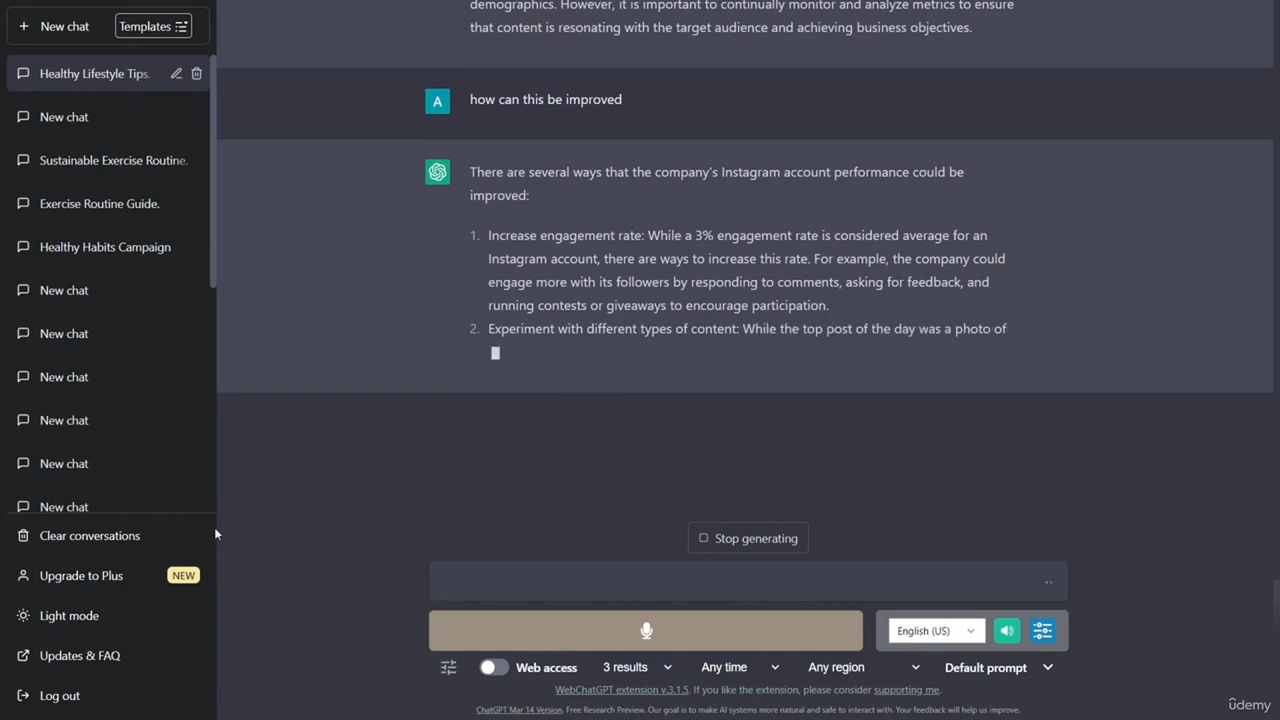 New chat
Templates
Healthy Lifestyle Tips.
New chat
Sustainable Exercise Routine.
Exercise Routine Guide.
Healthy Habits Campaign
New chat
New chat
New chat
New chat
New chat
New chat
Clear conversations
Upgrade to Plus
NEW
Light mode
Updates & FAQ
Log out
demographics. However, it is important to continually monitor and analyze metrics to ensure
that content is resonating with the target audience and achieving business objectives.
A
how can this be improved
There are several ways that the company's Instagram account performance could be
improved:
1. Increase engagement rate: While a 3% engagement rate is considered average for an
Instagram account, there are ways to increase this rate. For example, the company could
engage more with its followers by responding to comments, asking for feedback, and
running contests or giveaways to encourage participation.
2. Experiment with different types of content: While the top post of the day was a photo of
Stop generating
English (US)
Web access
3 results
Any time
Any region
Default prompt
WebChatGPT extension v.3.1.5. If you like the extension, please consider supporting me.
ChatGPT Mar 14 Version. Free Research Preview. Our goal is to make AI systems more natural and safe to interact with. Your feedback will help us improve.
ûdemy